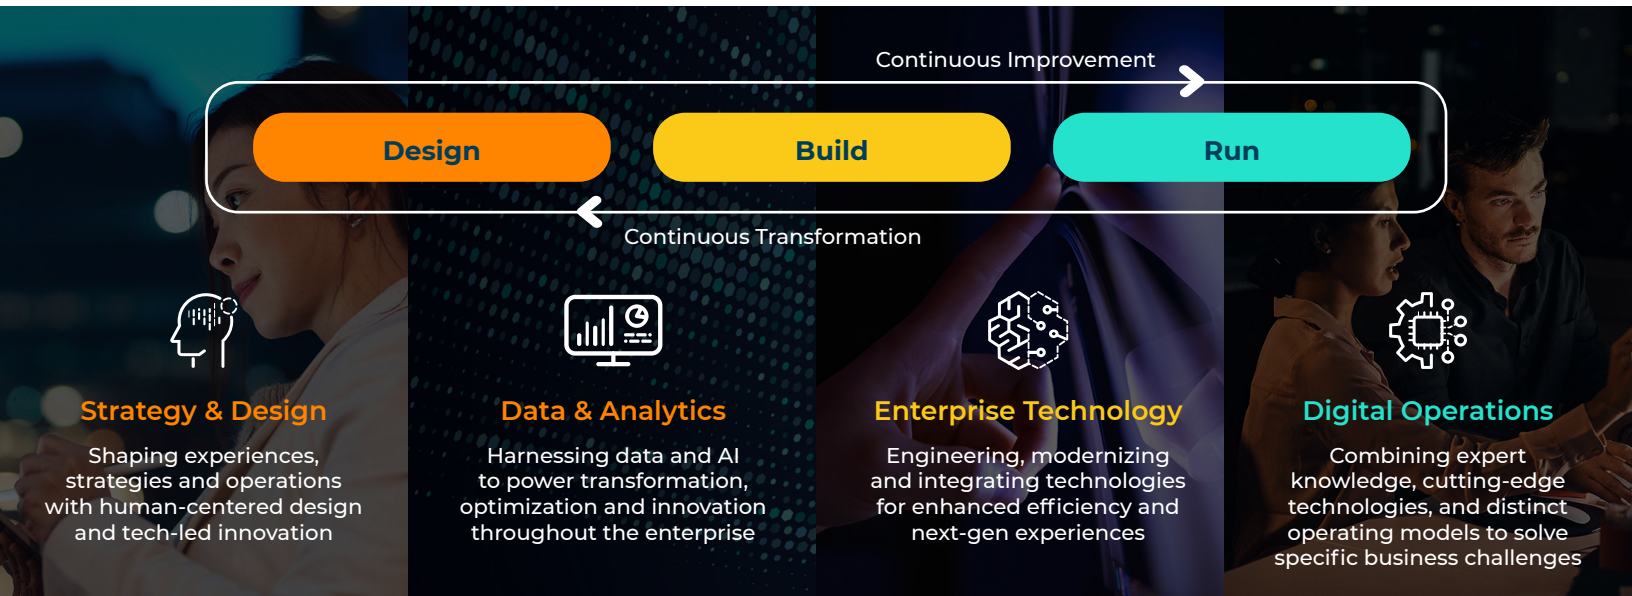 Continuous Improvement
Design
Build
Run
Continuous Transformation
Strategy & Design
Shaping experiences,
strategies and operations
with human-centered design
and tech-led innovation
Data & Analytics
Harnessing data and AI
to power transformation,
optimization and innovation
throughout the enterprise
Enterprise Technology
Engineering, modernizing
and integrating technologies
for enhanced efficiency and
next-gen experiences
Digital Operations
Combining expert
knowledge, cutting-edge
technologies, and distinct
operating models to solve
specific business challenges